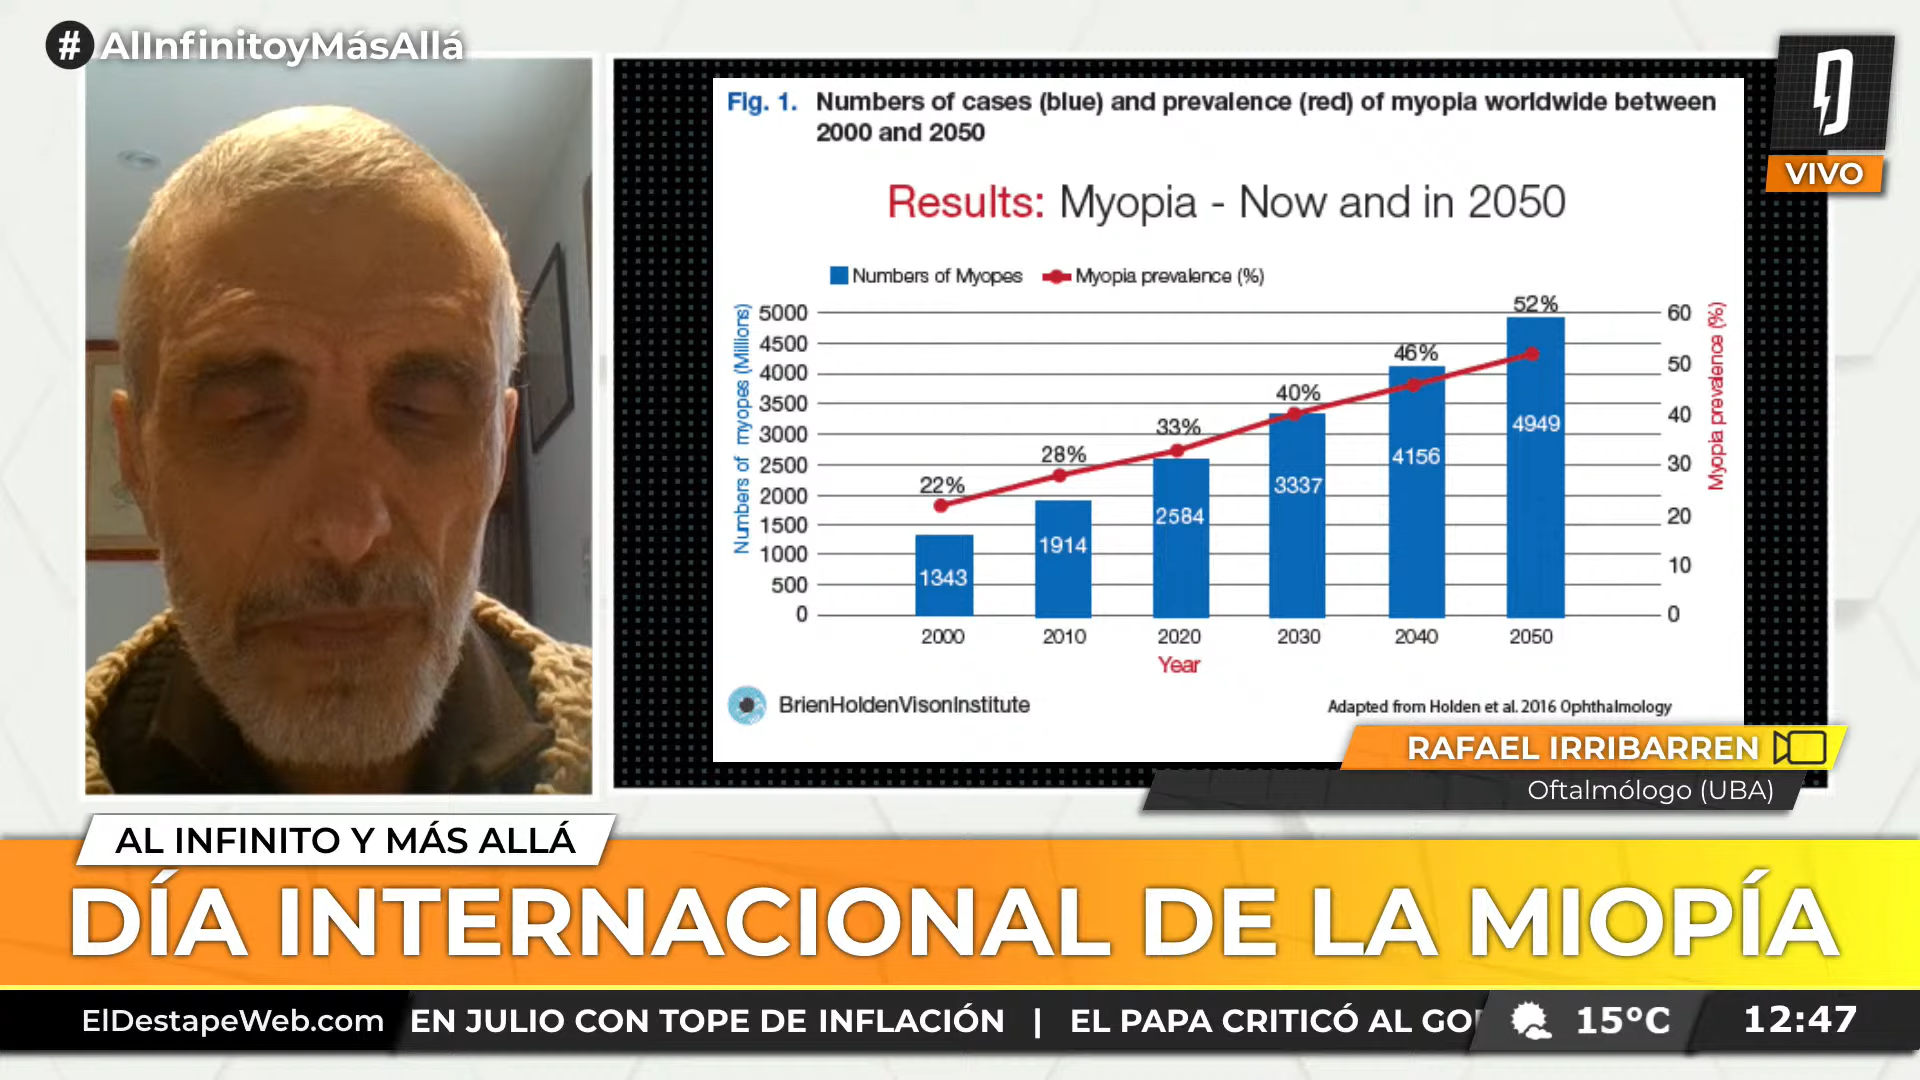 # AlInfinitoyMásAllá
VIVO
Fig. 1. Numbers of cases (blue) and prevalence (red) of myopia worldwide between
2000 and 2050
Results: Myopia - Now and in 2050
Numbers of Myopes
Myopia prevalence (%)
Numbers of myopes (Millions)
5000
4500
4000
3500
3000
2500
2000
1500
1000
500
0
22%
28%
33%
40%
46%
52%
1343
1914
2584
3337
4156
4949
60
50
40
30
20
10
0
Myopia prevalence (%)
2000 2010 2020 2030 2040 2050
Year
BrienHoldenVisonInstitute
Adapted from Holden et al. 2016 Ophthalmology
RAFAEL IRRIBARREN
Oftalmólogo (UBA)
AL INFINITO Y MÁS ALLÁ
DÍA INTERNACIONAL DE LA MIOPÍA
ElDestapeWeb.com EN JULIO CON TOPE DE INFLACIÓN | EL PAPA CRITICÓ AL 15°C 12:47